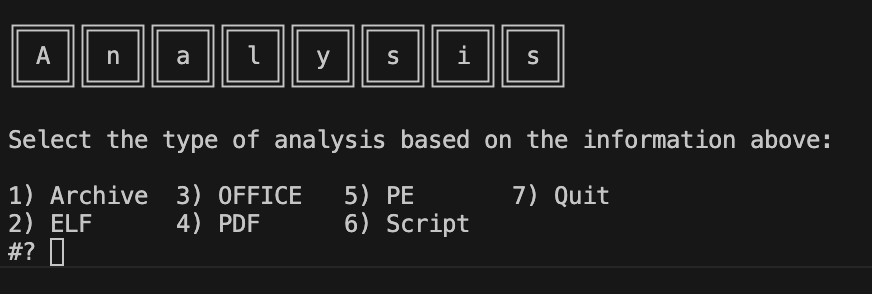 A n a l y s i s
Select the type of analysis based on the information above:
1) Archive 3) OFFICE 5) PE 7) Quit
2) ELF 4) PDF 6) Script
#?